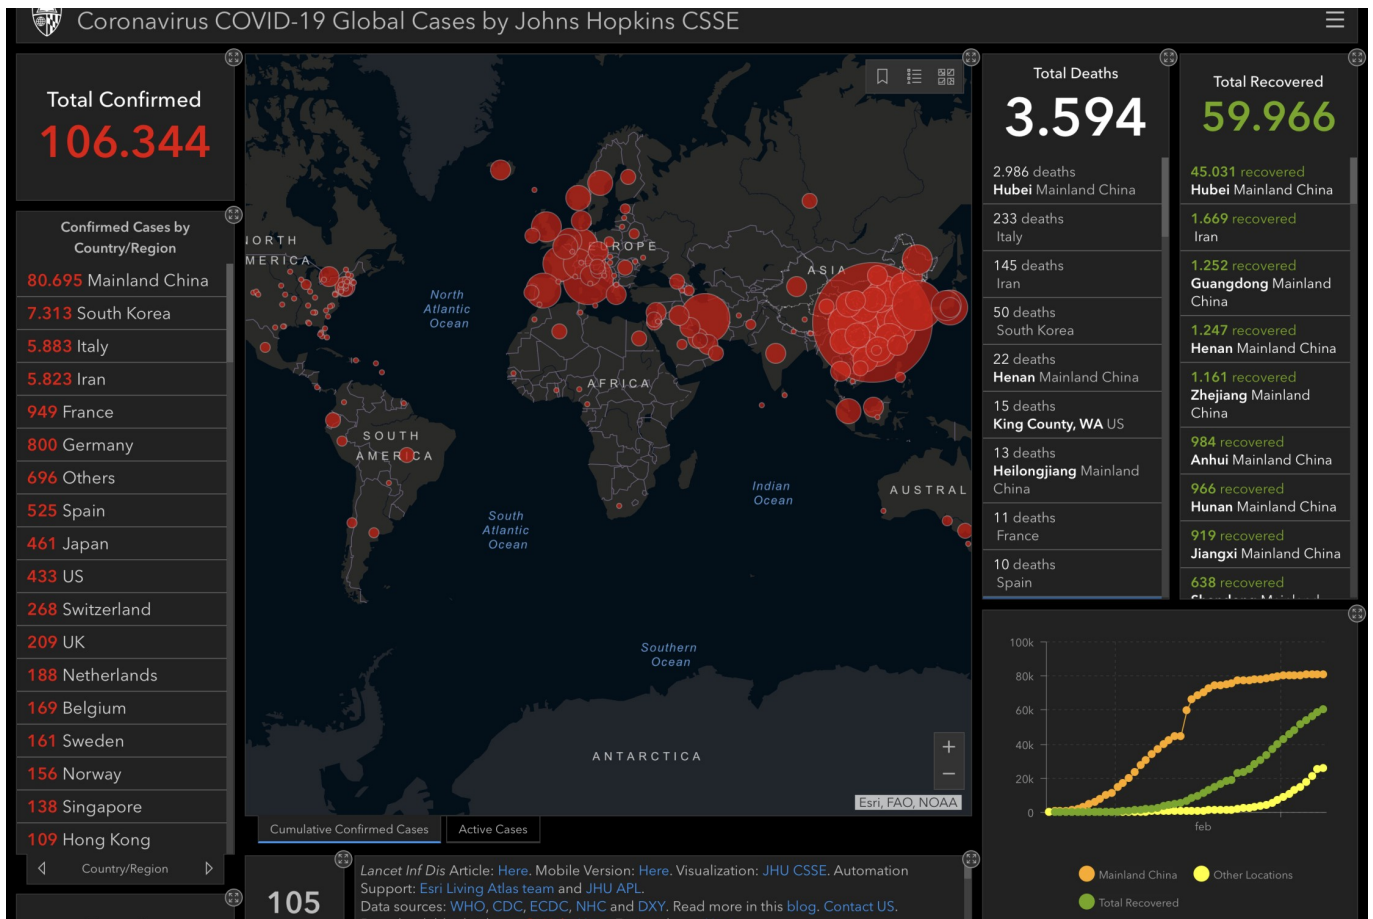 Coronavirus COVID-19 Global Cases by Johns Hopkins CSSE
Total Confirmed
106.344
Confirmed Cases by
Country/Region
80.695 Mainland China
7.313 South Korea
5.883 Italy
5.823 Iran
949 France
800 Germany
696 Others
525 Spain
461 Japan
433 US
268 Switzerland
209 UK
188 Netherlands
169 Belgium
161 Sweden
156 Norway
138 Singapore
109 Hong Kong
Country/Region
NORTH
AMERICA
North
Atlantic
Ocean
EUROPE
ASIA
AFRICA
SOUTH
AMERICA
South
Atlantic
Ocean
Indian
Ocean
AUSTRAL
Southern
Ocean
ANTARCTICA
+
−
Esri, FAO, NOAA
Cumulative Confirmed Cases
Active Cases
105
Lancet Inf Dis Article: Here. Mobile Version: Here. Visualization: JHU CSSE. Automation
Support: Esri Living Atlas team and JHU APL.
Data sources: WHO, CDC, ECDC, NHC and DXY. Read more in this blog. Contact US.
Total Deaths
3.594
2.986 deaths
Hubei Mainland China
233 deaths
Italy
145 deaths
Iran
50 deaths
South Korea
22 deaths
Henan Mainland China
15 deaths
King County, WA US
13 deaths
Heilongjiang Mainland
China
11 deaths
France
10 deaths
Spain
Total Recovered
59.966
45.031 recovered
Hubei Mainland China
1.669 recovered
Iran
1.252 recovered
Guangdong Mainland
China
1.247 recovered
Henan Mainland China
1.161 recovered
Zhejiang Mainland
China
984 recovered
Anhui Mainland China
966 recovered
Hunan Mainland China
919 recovered
Jiangxi Mainland China
638 recovered
100k
80k
60k
40k
20k
0
feb
Mainland China
Other Locations
Total Recovered